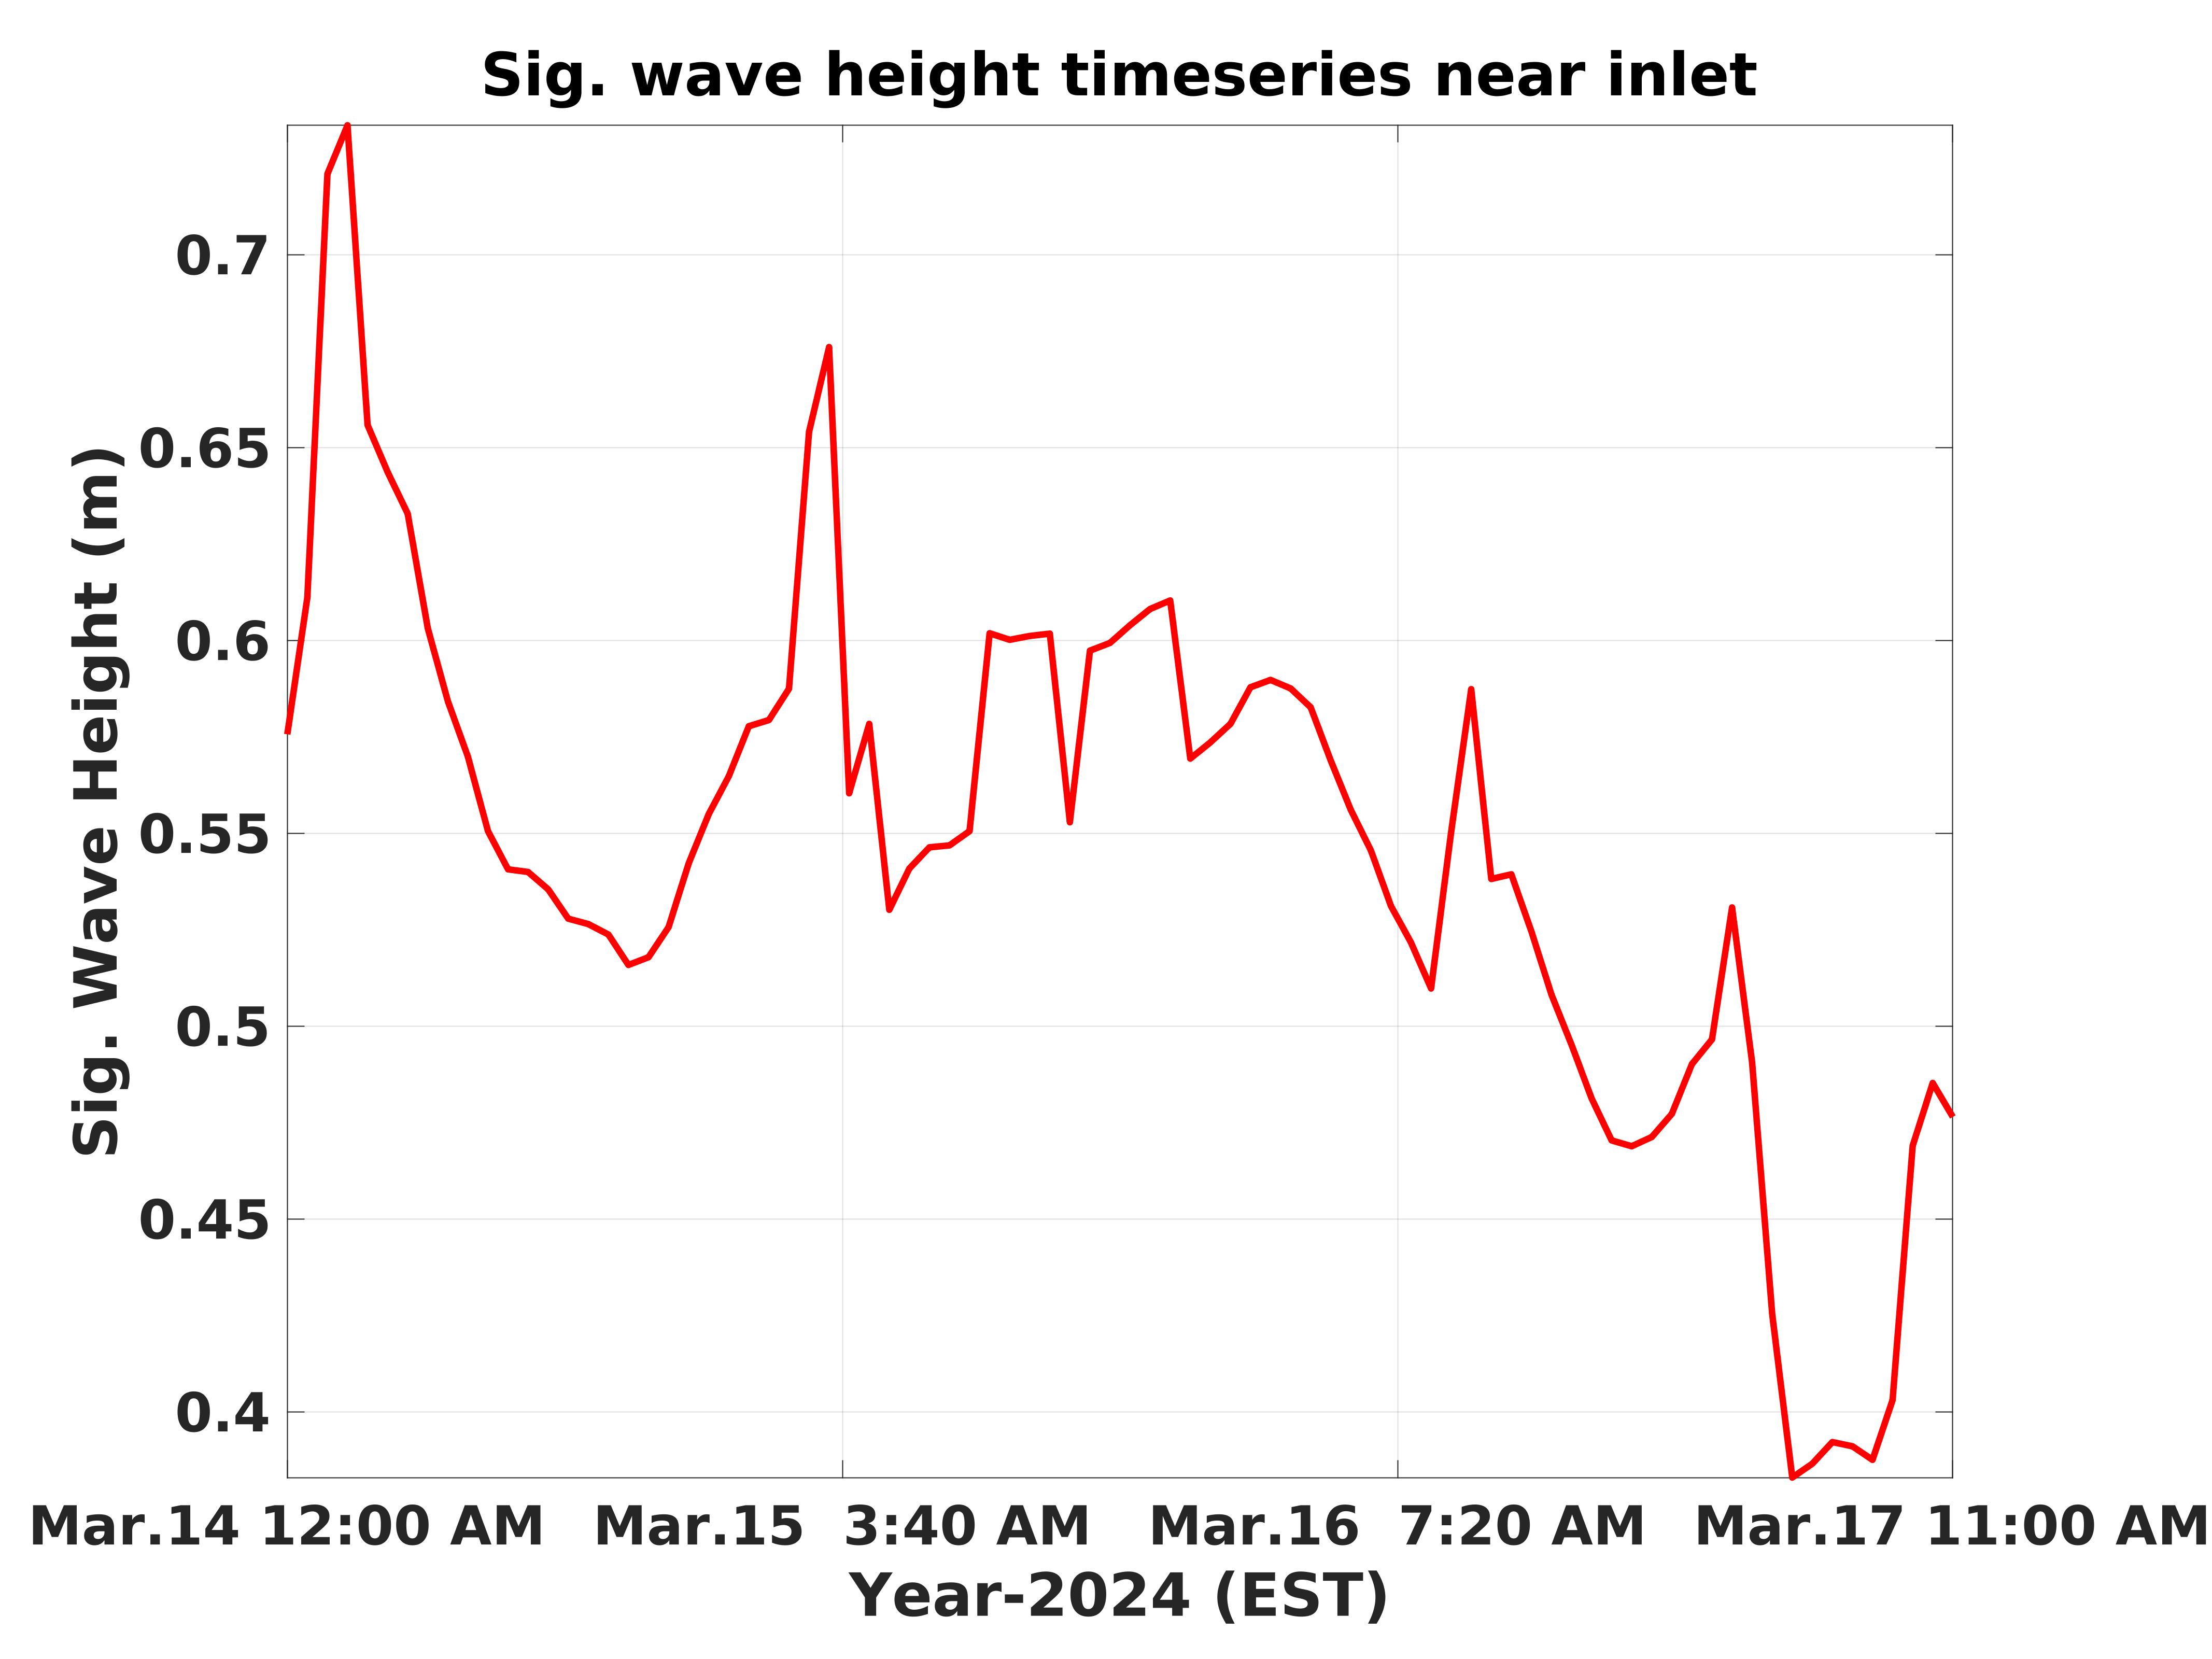 Sig. wave height timeseries near inlet
Sig. Wave Height (m)
0.7
0.65
0.6
0.55
0.5
0.45
0.4
Mar.14 12:00 AM Mar.15 3:40 AM Mar.16 7:20 AM Mar.17 11:00 AM
Year-2024 (EST)